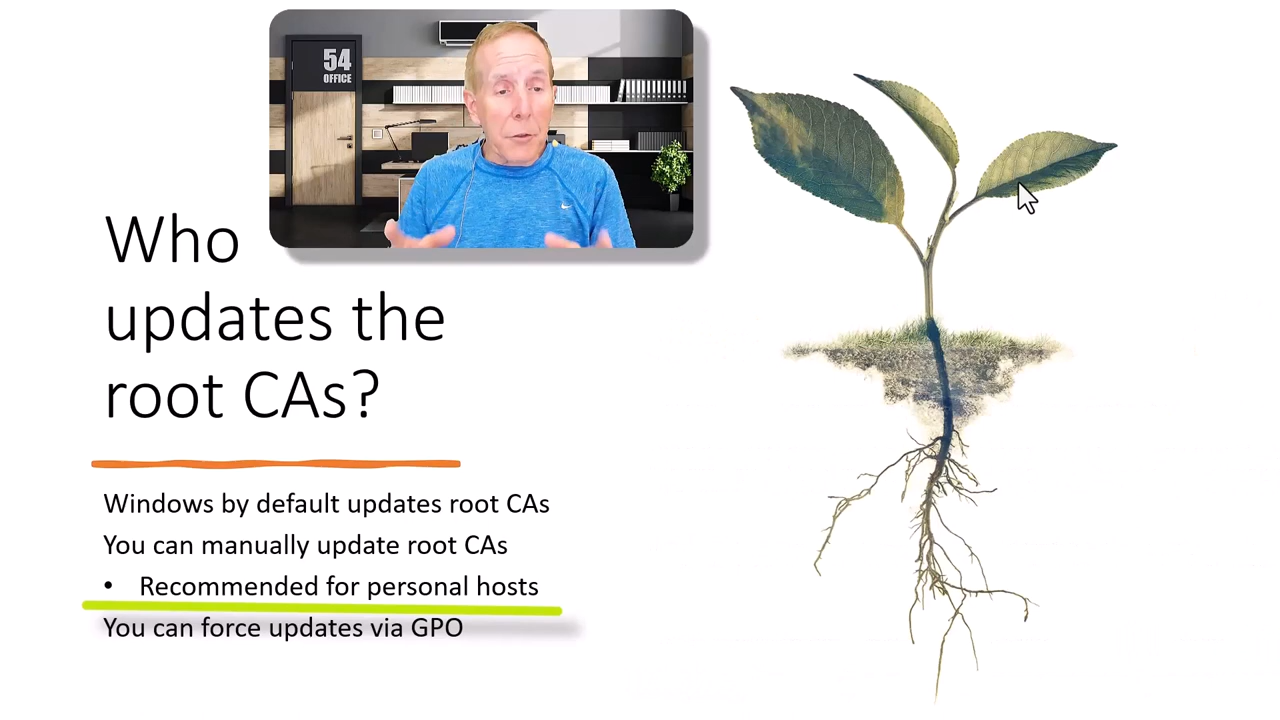 54
OFFICE
Who
updates the
root CAs?
Windows by default updates root CAs
You can manually update root CAs
• Recommended for personal hosts
You can force updates via GPO